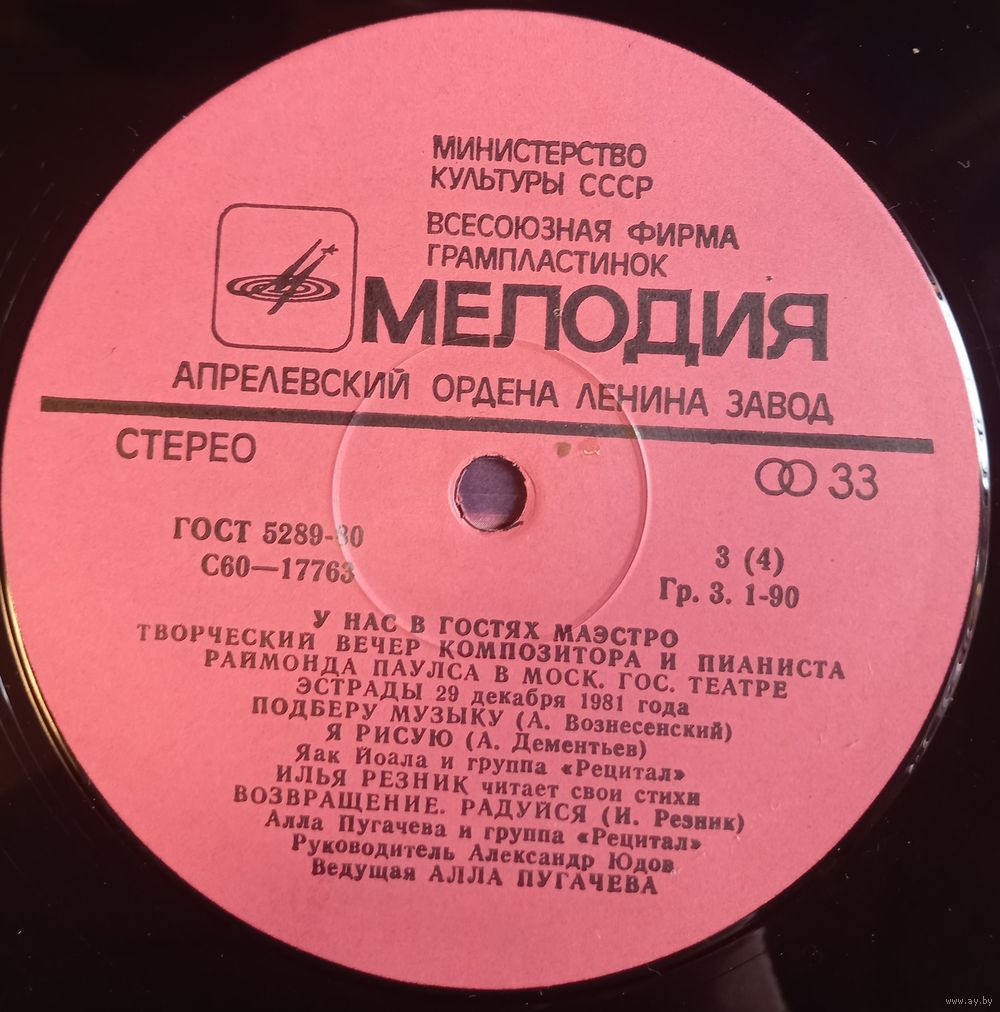 МИНИСТЕРСТВО
КУЛЬТУРЫ СССР
ВСЕСОЮЗНАЯ ФИРМА
ГРАМПЛАСТИНОК
МЕЛОДИЯ
АПРЕЛЕВСКИЙ ОРДЕНА ЛЕНИНА ЗАВОД
СТЕРЕО
33
ГОСТ 5289-80
С60—17763
3 (4)
Гр. 3. 1-90
У НАС В ГОСТЯХ МАЭСТРО
ТВОРЧЕСКИЙ ВЕЧЕР КОМПОЗИТОРА И ПИАНИСТА
РАЙМОНДА ПАУЛСА В МОСК. ГОС. ТЕАТРЕ
ЭСТРАДЫ 29 декабря 1981 года
ПОДБЕРУ МУЗЫКУ (А. Вознесенский)
Я РИСУЮ (А. Дементьев)
Яак Йоала и группа «Рецитал»
ИЛЬЯ РЕЗНИК читает свои стихи
ВОЗВРАЩЕНИЕ. РАДУЙСЯ (И. Резник)
Алла Пугачева и группа «Рецитал»
Руководитель Александр Юдов
Ведущая АЛЛА ПУГАЧЕВА
www.ay.by